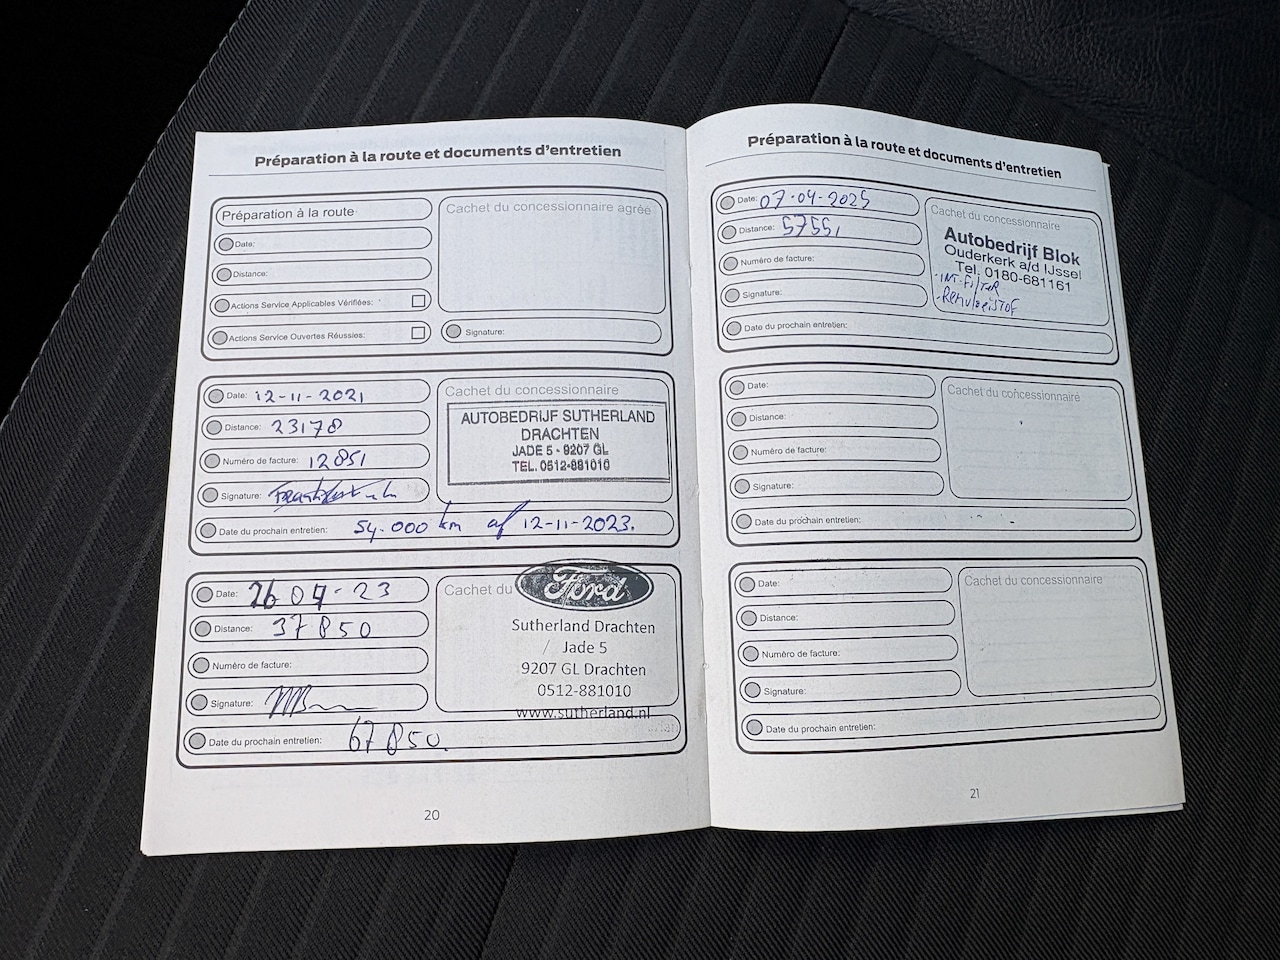 Préparation à la route et documents d'entretien
Préparation à la route
Cachet du concessionnaire agréé
Date:
Distance:
Actions Service Applicables Vérifiées:
Actions Service Ouvertes Réussies:
Signature:
Date: 12-11-2021
Cachet du concessionnaire
Distance: 23178
Numéro de facture: 12851
Signature:
AUTOBEDRIJF SUTHERLAND
DRACHTEN
JADE 5 - 9207 GL
TEL. 0512-881010
Date du prochain entretien: 54.000 km of 12-11-2023.
Date: 26 04-23
Cachet du
Ford
Distance: 37850
Numéro de facture:
Signature:
Sutherland Drachten
Jade 5
9207 GL Drachten
0512-881010
www.sutherland.nl
Date du prochain entretien: 67850.
20
Préparation à la route et documents d'entretien
Date: 07-04-2025
Cachet du concessionnaire
Distance: 57551
Numéro de facture:
Signature:
Autobedrijf Blok
Ouderkerk a/d IJssel
Tel. 0180-681161
- INT. Filter
- Remvloeistof
Date du prochain entretien:
Date:
Cachet du concessionnaire
Distance:
Numéro de facture:
Signature:
Date du prochain entretien:
Date:
Cachet du concessionnaire
Distance:
Numéro de facture:
Signature:
Date du prochain entretien:
21